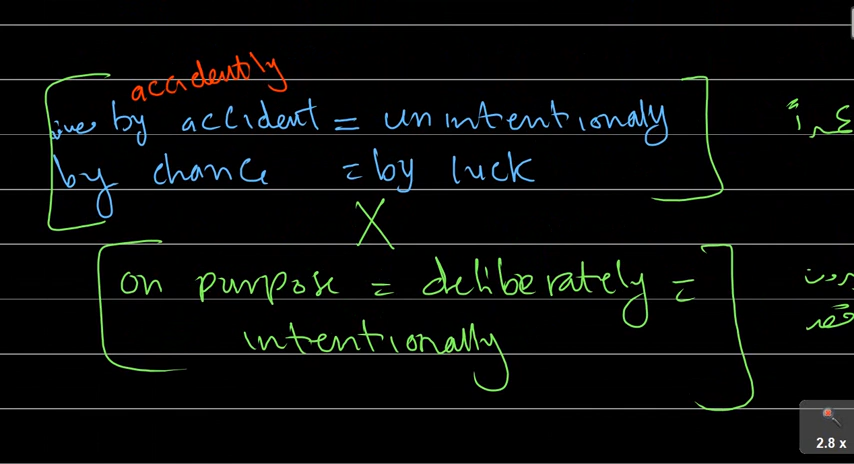 accidently
by accident = unintentionaly
by chance = by luck
X
on purpose = deliberately =
intentionally
2.8 x